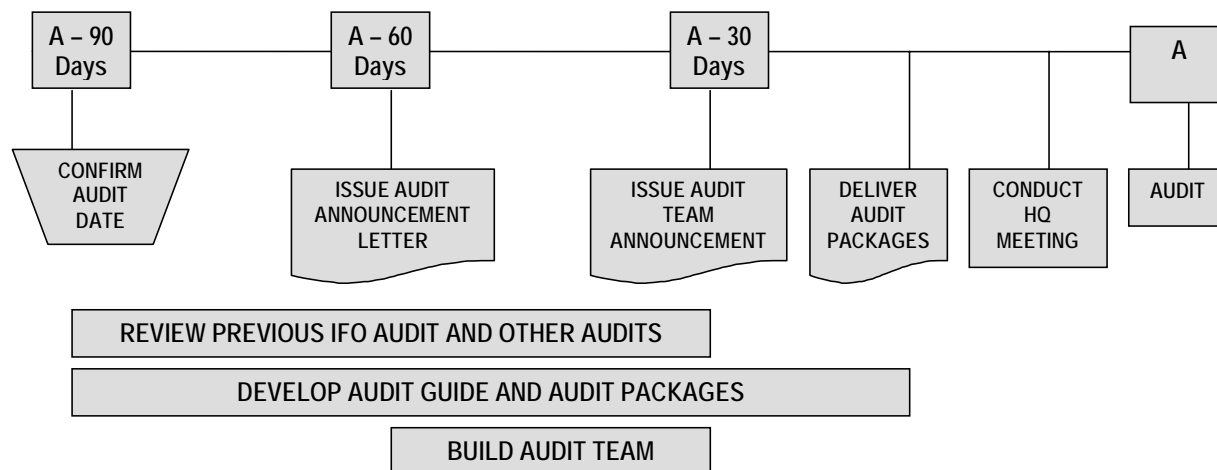 A – 90
Days
A – 60
Days
A – 30
Days
A
CONFIRM
AUDIT
DATE
ISSUE AUDIT
ANNOUNCEMENT
LETTER
ISSUE AUDIT
TEAM
ANNOUNCEMENT
DELIVER
AUDIT
PACKAGES
CONDUCT
HQ
MEETING
AUDIT
REVIEW PREVIOUS IFO AUDIT AND OTHER AUDITS
DEVELOP AUDIT GUIDE AND AUDIT PACKAGES
BUILD AUDIT TEAM